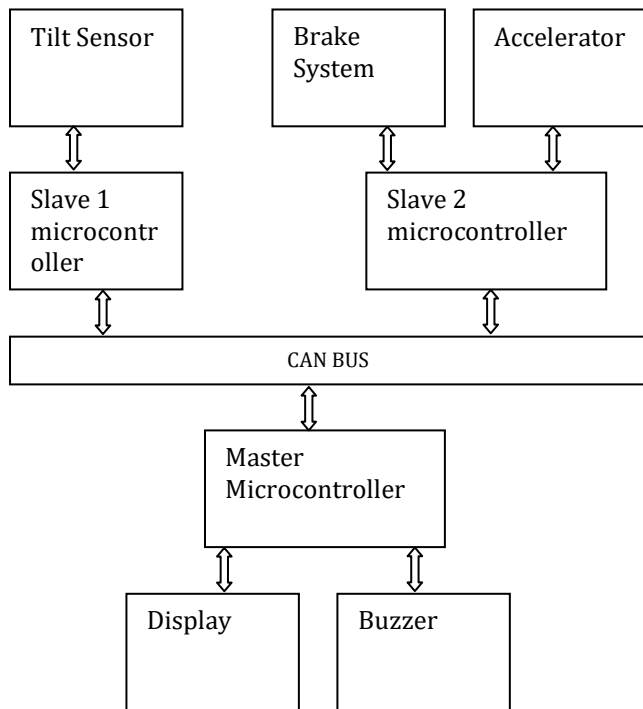 Tilt Sensor
Brake
System
Accelerator
Slave 1
microcontr
oller
Slave 2
microcontroller
CAN BUS
Master
Microcontroller
Display
Buzzer